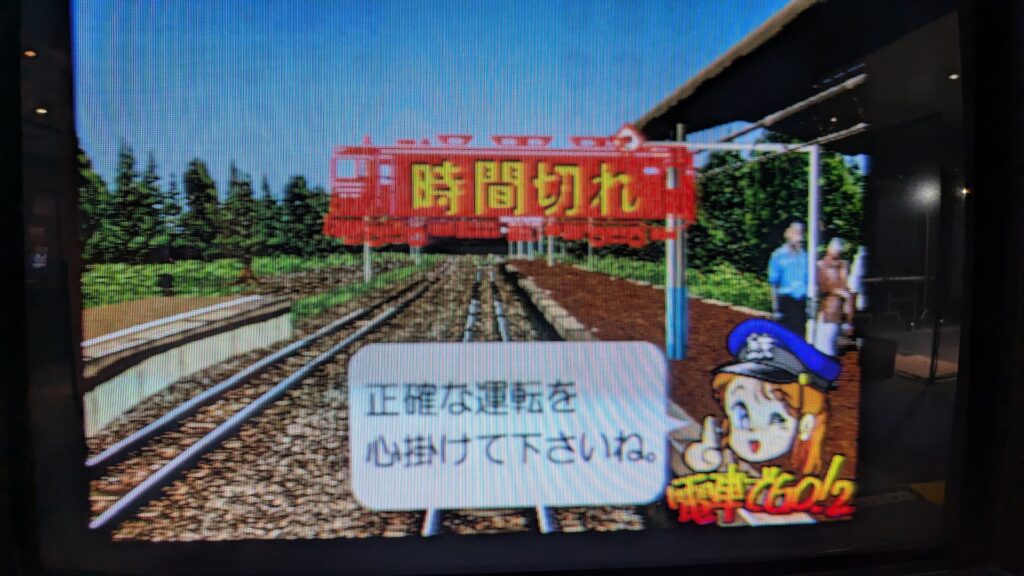 時間切れ
正確な運転を
心掛けて下さいね。
電車でGO!2